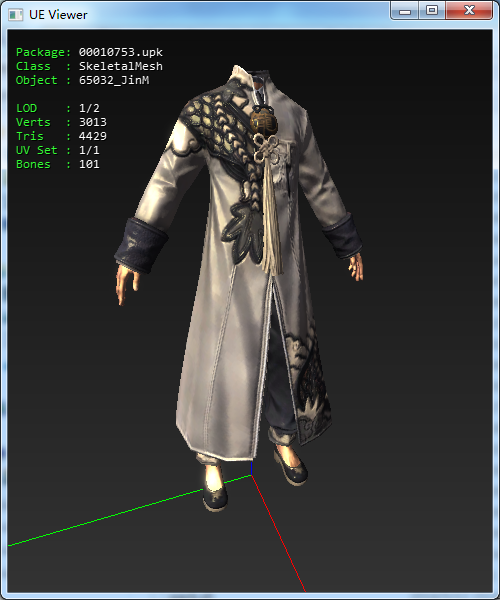 UE Viewer
Package: 00010753.upk
Class : SkeletalMesh
Object : 65032_JinM
LOD : 1/2
Verts : 3013
Tris : 4429
UV Set : 1/1
Bones : 101